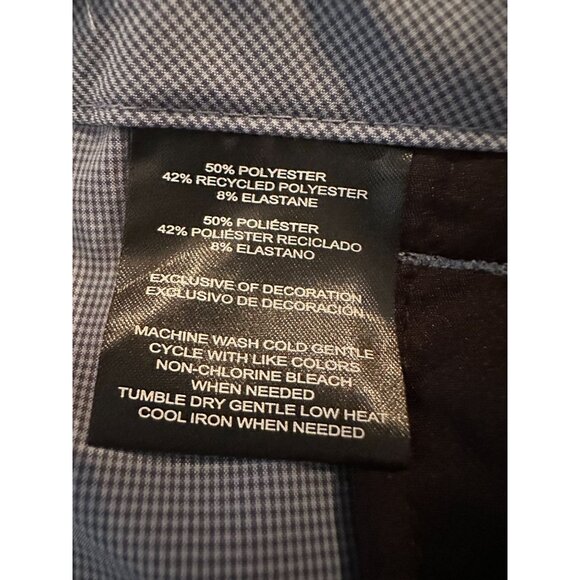 50% POLYESTER
42% RECYCLED POLYESTER
8% ELASTANE
50% POLIÉSTER
42% POLIÉSTER RECICLADO
8% ELASTANO
EXCLUSIVE OF DECORATION
EXCLUSIVO DE DECORACIÓN
MACHINE WASH COLD GENTLE
CYCLE WITH LIKE COLORS
NON-CHLORINE BLEACH
WHEN NEEDED
TUMBLE DRY GENTLE LOW HEAT
COOL IRON WHEN NEEDED